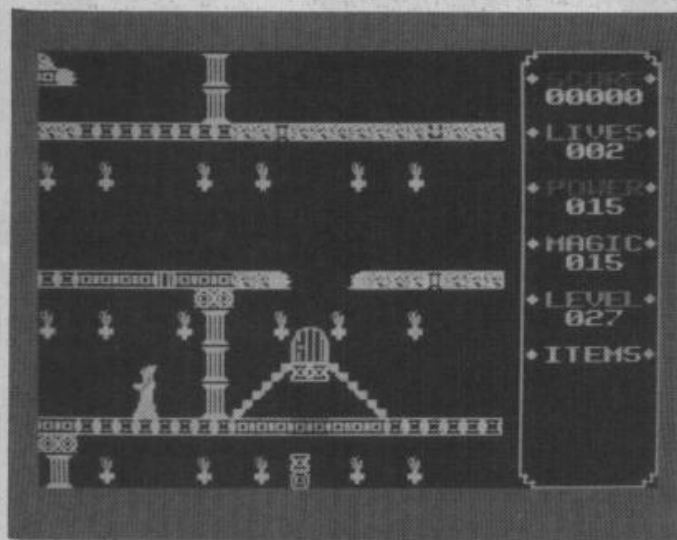 SCORE
00000
LIVES
002
POWER
015
MAGIC
015
LEVEL
027
ITEMS